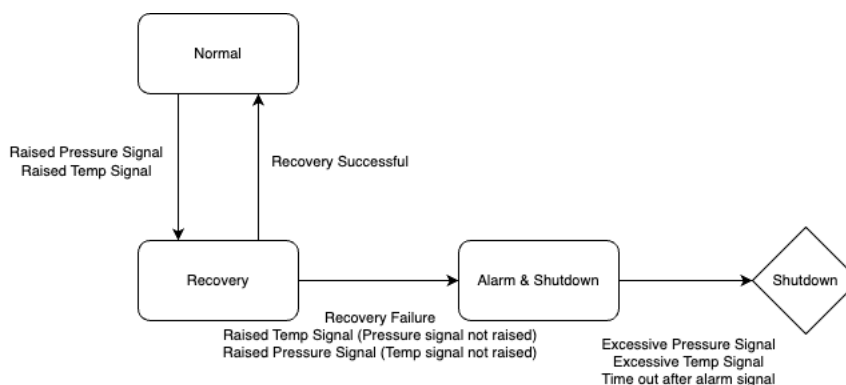 Normal
Raised Pressure Signal
Raised Temp Signal
Recovery Successful
Recovery
Alarm & Shutdown
Shutdown
Recovery Failure
Raised Temp Signal (Pressure signal not raised)
Raised Pressure Signal (Temp signal not raised)
Excessive Pressure Signal
Excessive Temp Signal
Time out after alarm signal